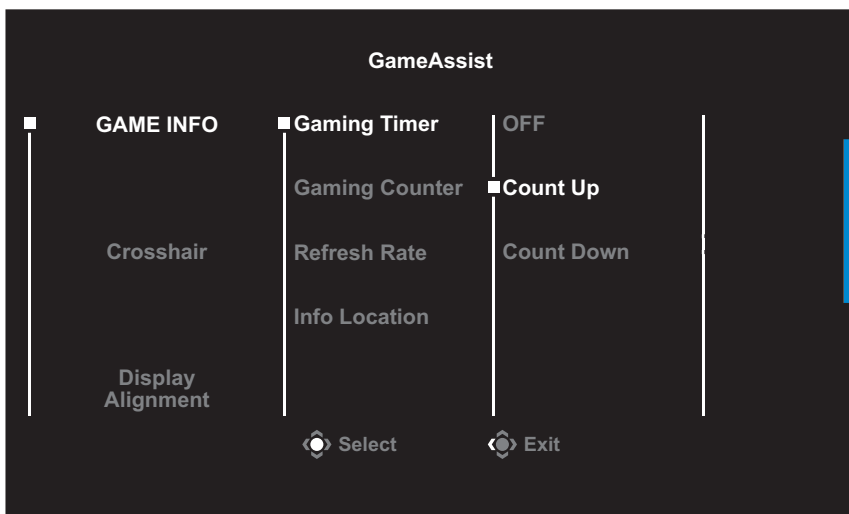 GameAssist
GAME INFO
Gaming Timer
OFF
Gaming Counter
Count Up
Crosshair
Refresh Rate
Count Down
Info Location
Display
Alignment
Select
Exit